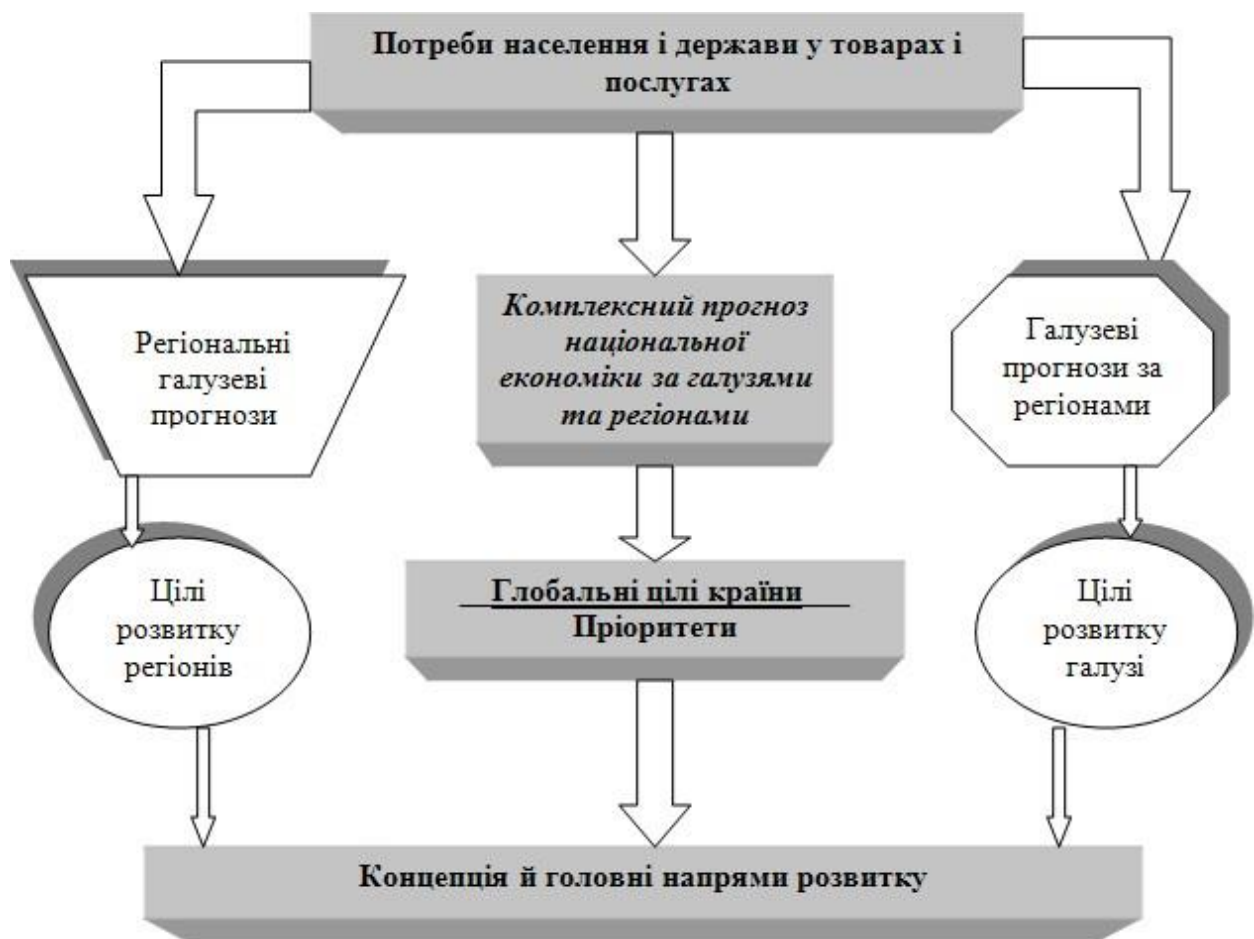 Потреби населення і держави у товарах і
послугах
Регіональні
галузеві
прогнози
Комплексний прогноз
національної
економіки за галузями
та регіонами
Галузеві
прогнози за
регіонами
Цілі
розвитку
регіонів
Глобальні цілі країни
Пріоритети
Цілі
розвитку
галузі
Концепція й головні напрями розвитку